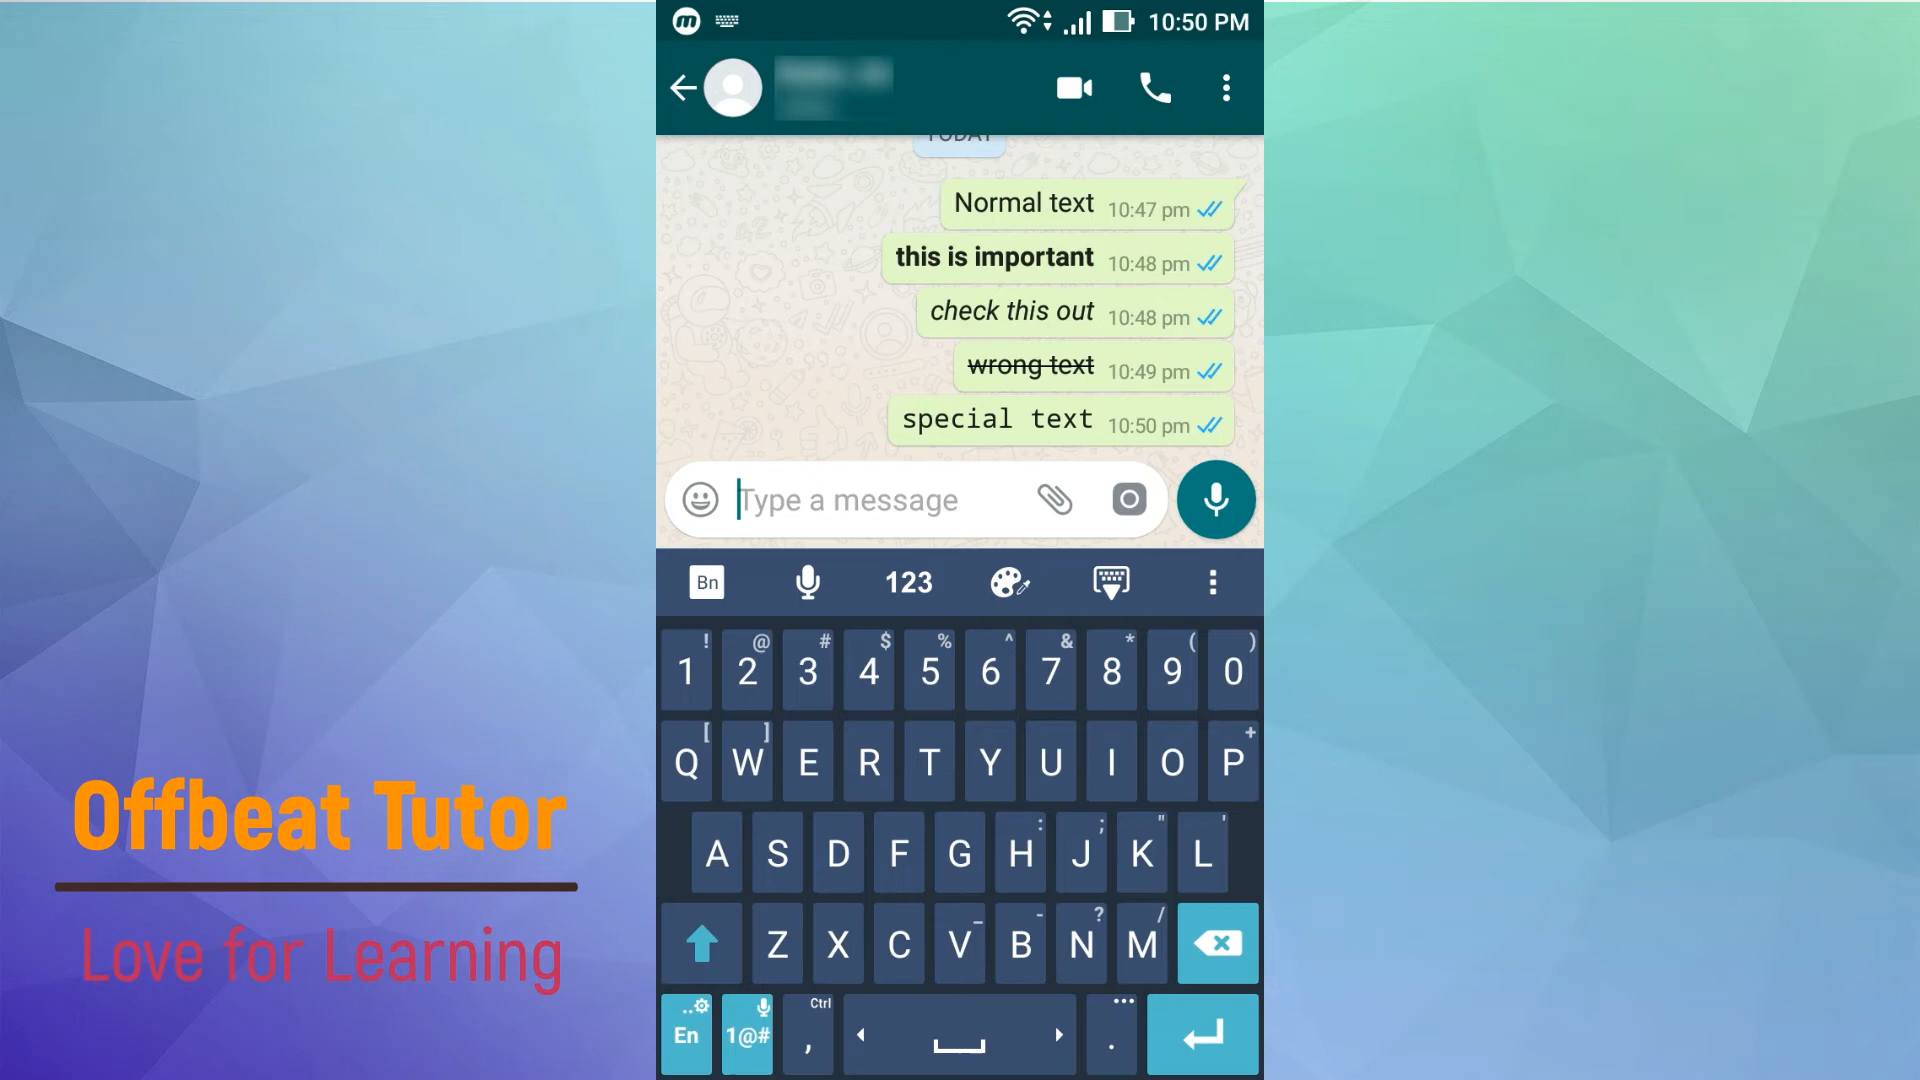 10:50 PM
TODAY
Normal text 10:47 pm
this is important 10:48 pm
check this out 10:48 pm
wrong text 10:49 pm
special text 10:50 pm
Type a message
Bn 123
! @ # $ % ^ & * ( )
1 2 3 4 5 6 7 8 9 0
[ ] +
Q W E R T Y U I O P
: ; " '
A S D F G H J K L
_ - ? /
Z X C V B N M
Ctrl
En 1@# , .
Offbeat Tutor
Love for Learning